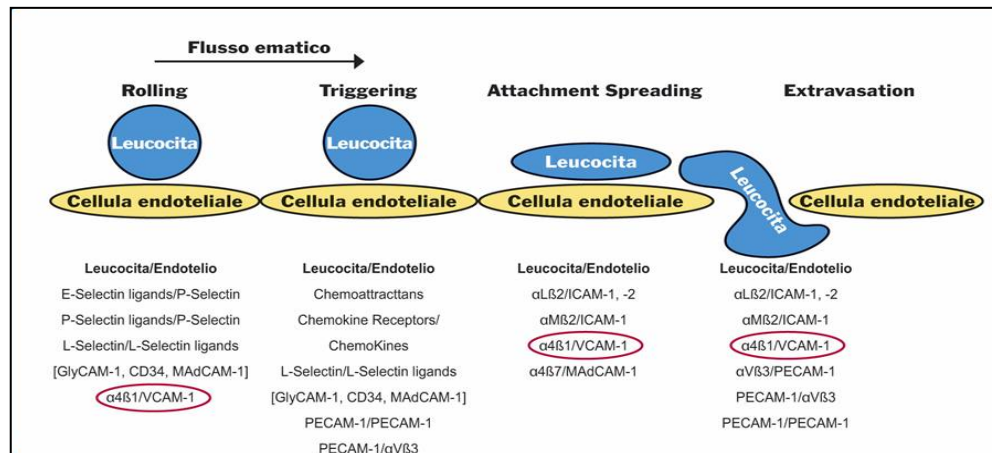 Flusso ematico
Rolling
Triggering
Attachment Spreading
Extravasation
Leucocita
Leucocita
Leucocita
Leucocita
Cellula endoteliale
Cellula endoteliale
Cellula endoteliale
Cellula endoteliale
Leucocita/Endotelio
E-Selectin ligands/P-Selectin
P-Selectin ligands/P-Selectin
L-Selectin/L-Selectin ligands
[GlyCAM-1, CD34, MAdCAM-1]
α4ß1/VCAM-1
Leucocita/Endotelio
Chemoattracttans
Chemokine Receptors/
ChemoKines
L-Selectin/L-Selectin ligands
[GlyCAM-1, CD34, MAdCAM-1]
PECAM-1/PECAM-1
PECAM-1/αVß3
Leucocita/Endotelio
αLß2/ICAM-1, -2
αMß2/ICAM-1
α4ß1/VCAM-1
α4ß7/MAdCAM-1
Leucocita/Endotelio
αLß2/ICAM-1, -2
αMß2/ICAM-1
α4ß1/VCAM-1
αVß3/PECAM-1
PECAM-1/αVß3
PECAM-1/PECAM-1